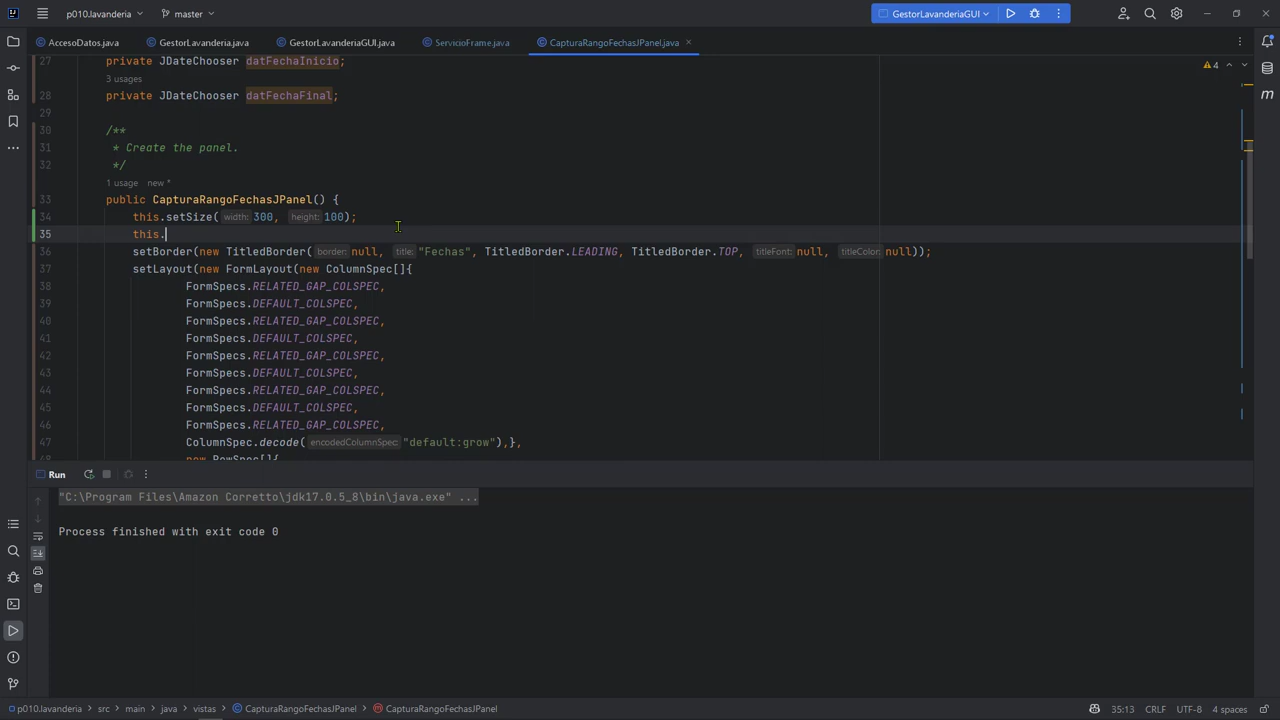 p010.lavanderia
master
GestorLavanderiaGUI
AccesoDatos.java
GestorLavanderia.java
GestorLavanderiaGUI.java
ServicioFrame.java
CapturaRangoFechasJPanel.java
27 private JDateChooser datFechaInicio;
3 usages
28 private JDateChooser datFechaFinal;
29
30 /**
31 * Create the panel.
32 */
1 usage new *
33 public CapturaRangoFechasJPanel() {
34 this.setSize( width: 300, height: 100);
35 this.
36 setBorder(new TitledBorder( border: null, title: "Fechas", TitledBorder.LEADING, TitledBorder.TOP, titleFont: null, titleColor: null));
37 setLayout(new FormLayout(new ColumnSpec[]{
38 FormSpecs.RELATED_GAP_COLSPEC,
39 FormSpecs.DEFAULT_COLSPEC,
40 FormSpecs.RELATED_GAP_COLSPEC,
41 FormSpecs.DEFAULT_COLSPEC,
42 FormSpecs.RELATED_GAP_COLSPEC,
43 FormSpecs.DEFAULT_COLSPEC,
44 FormSpecs.RELATED_GAP_COLSPEC,
45 FormSpecs.DEFAULT_COLSPEC,
46 FormSpecs.RELATED_GAP_COLSPEC,
47 ColumnSpec.decode( encodedColumnSpec: "default:grow"),},
48 new RowSpec[]{
4
Run
"C:\Program Files\Amazon Corretto\jdk17.0.5_8\bin\java.exe" ...
Process finished with exit code 0
p010.lavanderia > src > main > java > vistas > CapturaRangoFechasJPanel > CapturaRangoFechasJPanel
35:13 CRLF UTF-8 4 spaces